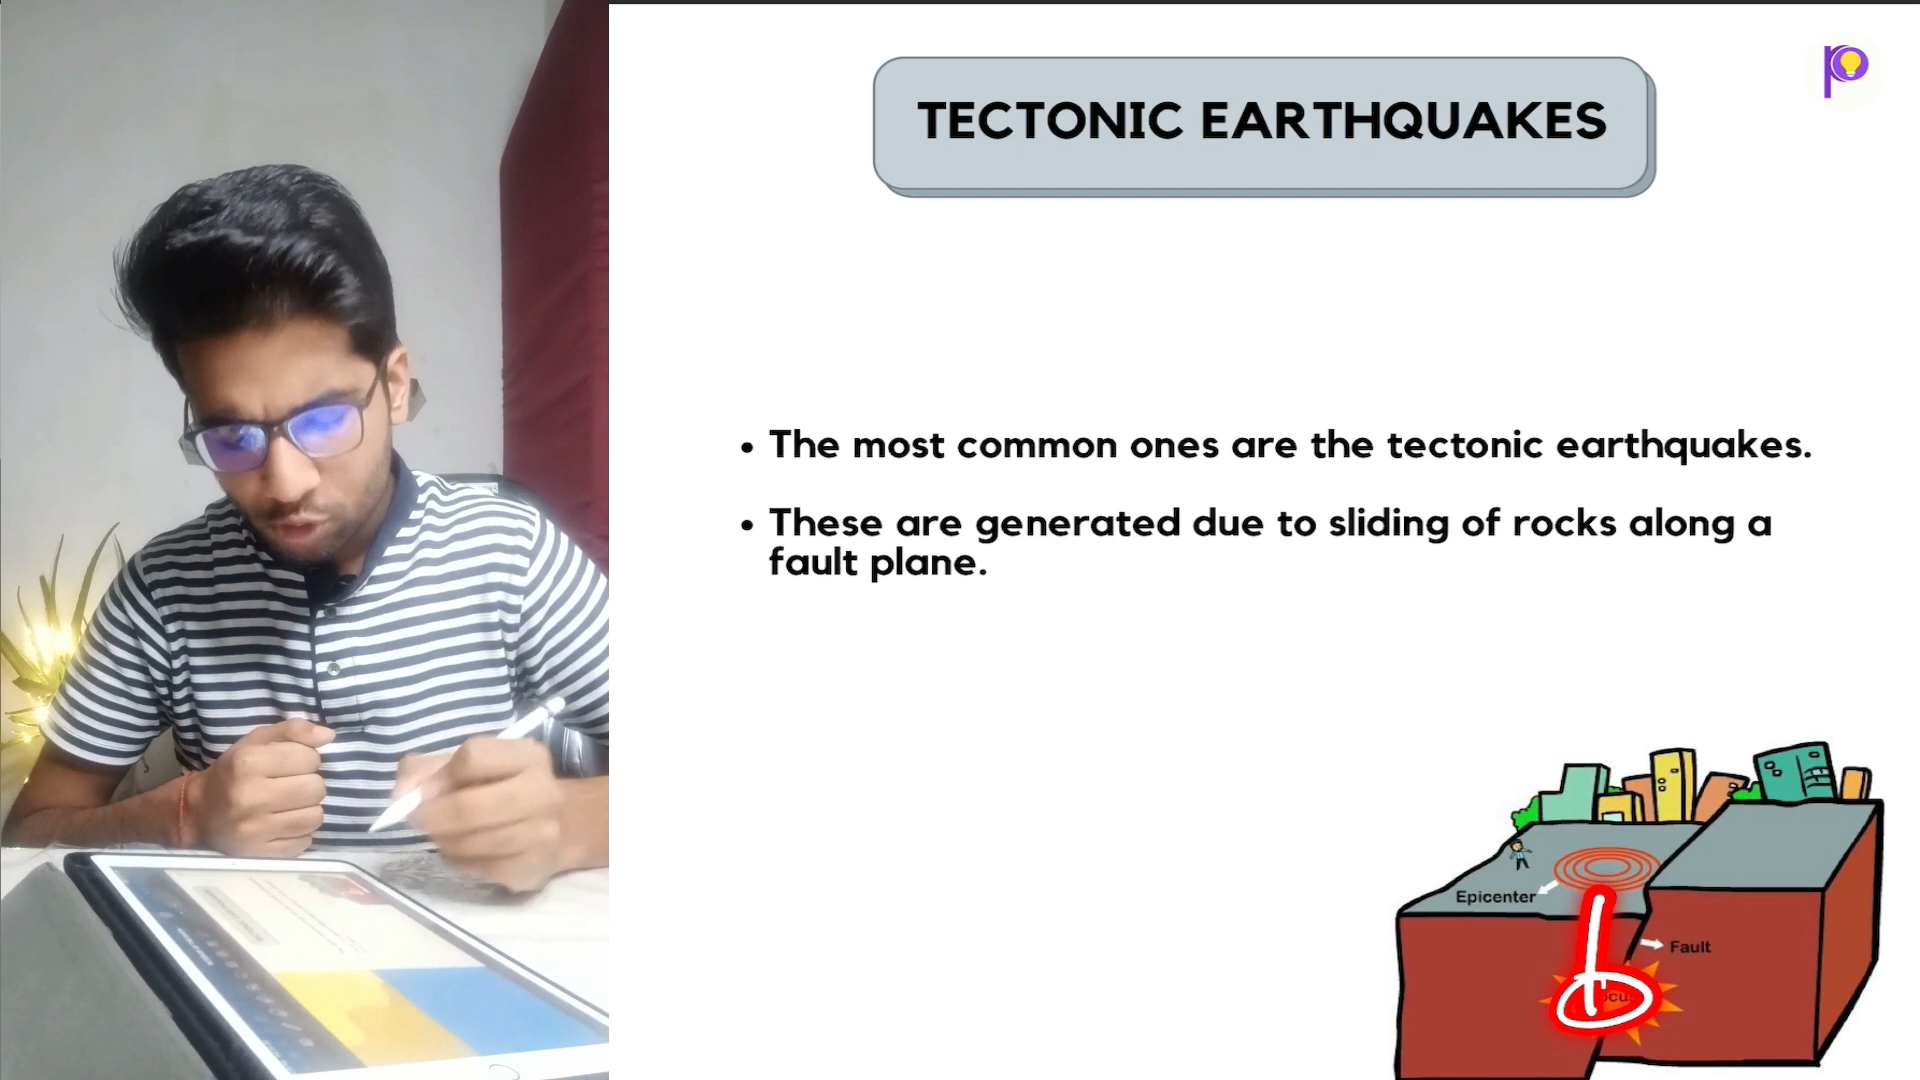 TECTONIC EARTHQUAKES
• The most common ones are the tectonic earthquakes.
• These are generated due to sliding of rocks along a
fault plane.
Epicenter
Fault